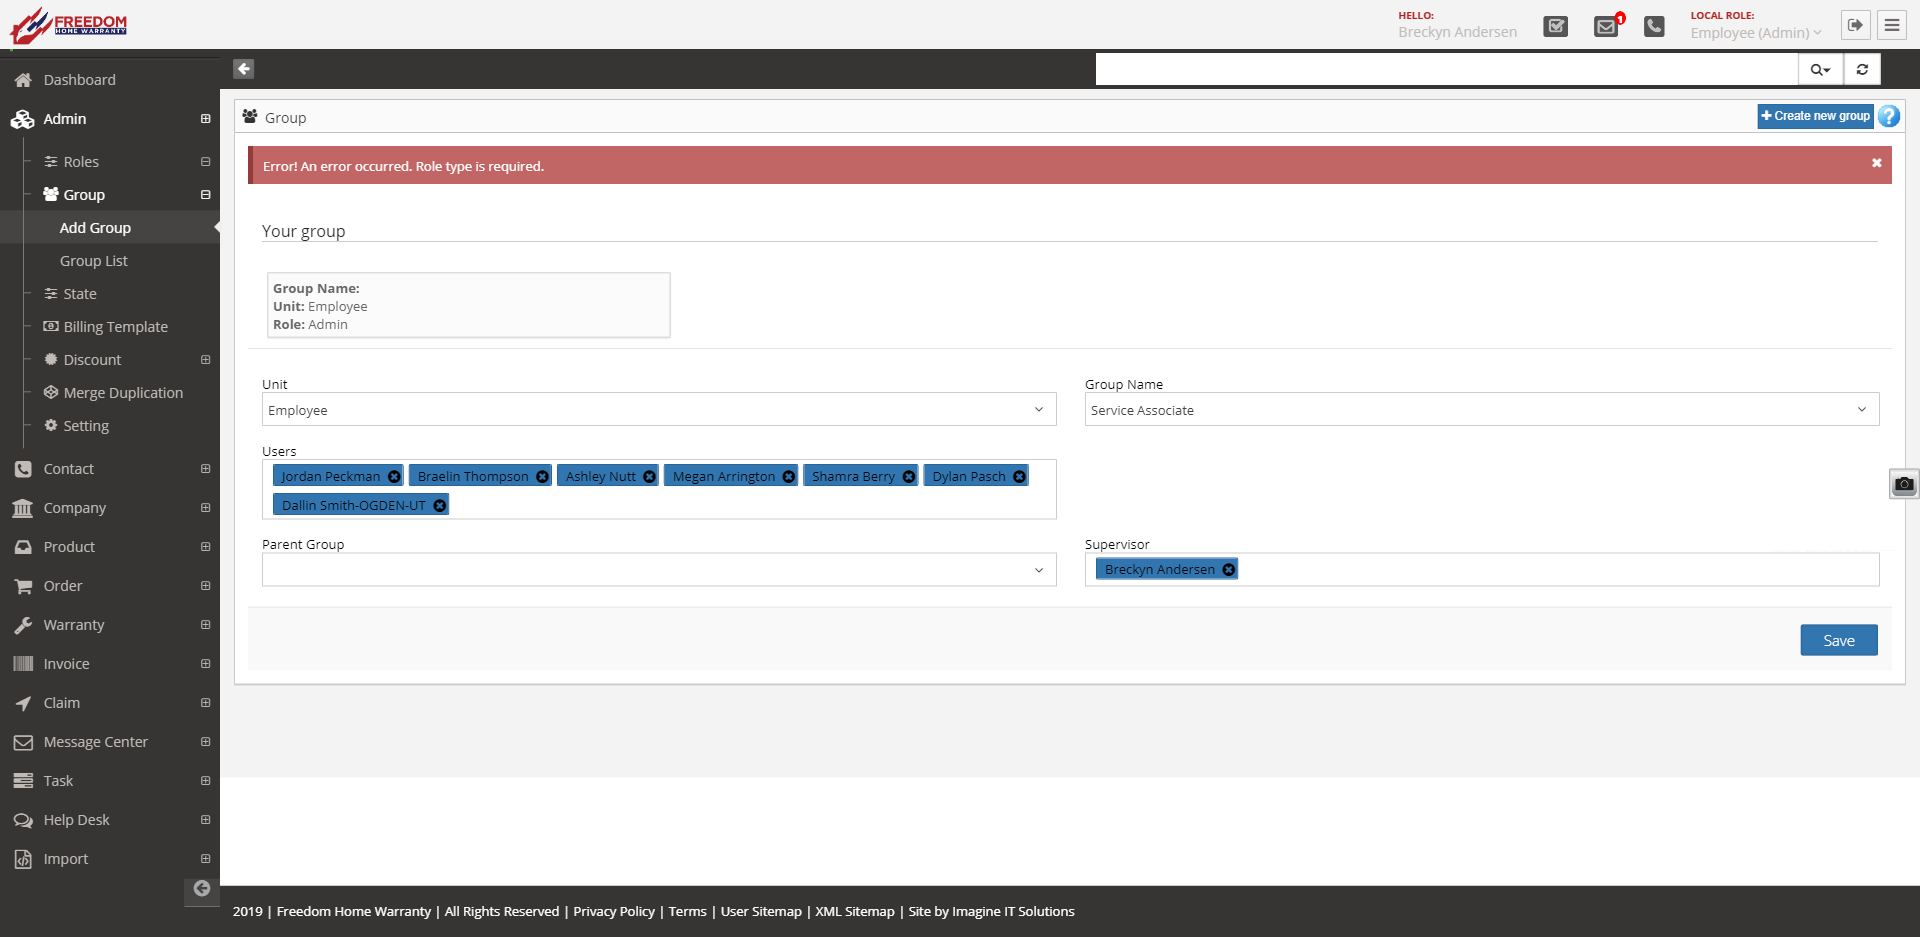 FREEDOM
HOME WARRANTY
HELLO:
Breckyn Andersen
1
LOCAL ROLE:
Employee (Admin)
Dashboard
Admin
Roles
Group
Add Group
Group List
State
Billing Template
Discount
Merge Duplication
Setting
Contact
Company
Product
Order
Warranty
Invoice
Claim
Message Center
Task
Help Desk
Import
Group
Create new group
?
Error! An error occurred. Role type is required.
Your group
Group Name:
Unit: Employee
Role: Admin
Unit
Employee
Group Name
Service Associate
Users
Jordan Peckman Braelin Thompson Ashley Nutt Megan Arrington Shamra Berry Dylan Pasch
Dallin Smith-OGDEN-UT
Parent Group
Supervisor
Breckyn Andersen
Save
2019 | Freedom Home Warranty | All Rights Reserved | Privacy Policy | Terms | User Sitemap | XML Sitemap | Site by Imagine IT Solutions